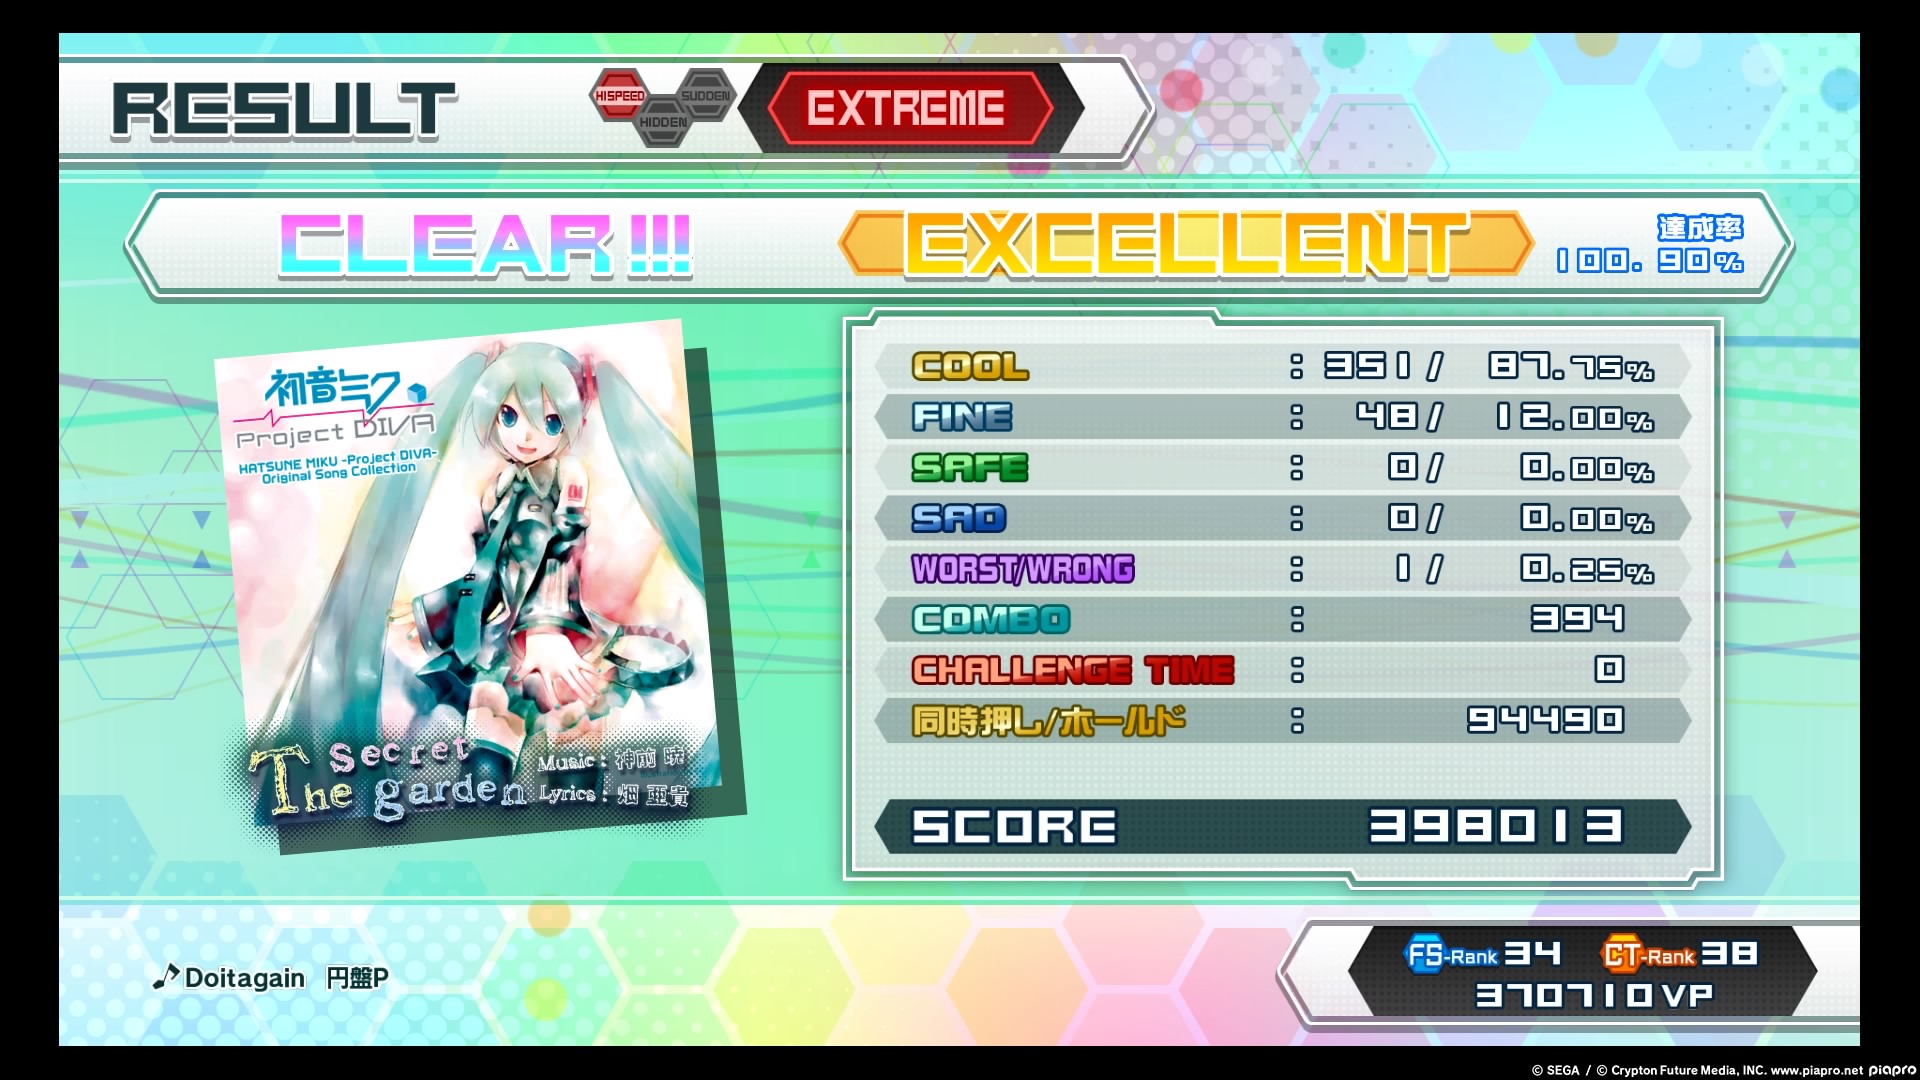 RESULT
HISPEED
HIDDEN
SUDDEN
EXTREME
CLEAR!!!
EXCELLENT
達成率
100.90%
初音ミク
Project DIVA
HATSUNE MIKU -Project DIVA-
Original Song Collection
01
The Secret garden
Music : 神前 暁
Lyrics : 畑 亜貴
COOL : 351 / 87.75%
FINE : 48 / 12.00%
SAFE : 0 / 0.00%
SAD : 0 / 0.00%
WORST/WRONG : 1 / 0.25%
COMBO : 394
CHALLENGE TIME : 0
同時押し/ホールド : 94490
SCORE 398013
♪Doitagain 円盤P
FS-Rank 34 CT-Rank 38
370710VP
© SEGA / © Crypton Future Media, INC. www.piapro.net piapro